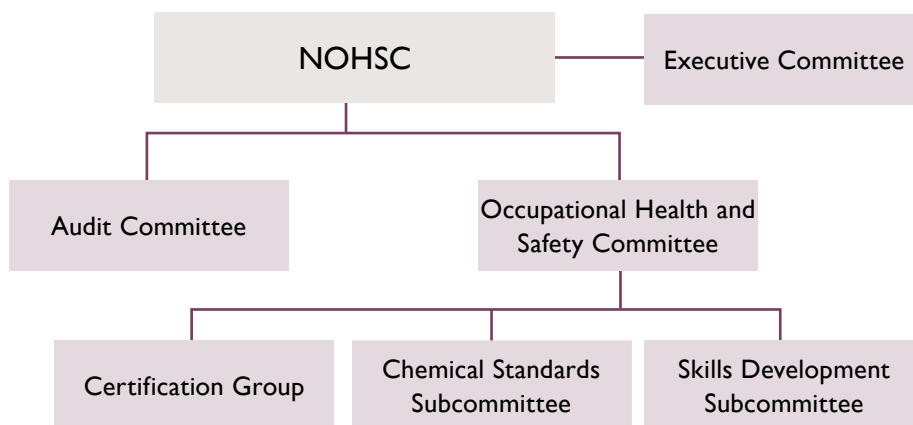 NOHSC
Executive Committee
Audit Committee
Occupational Health and
Safety Committee
Certification Group
Chemical Standards
Subcommittee
Skills Development
Subcommittee